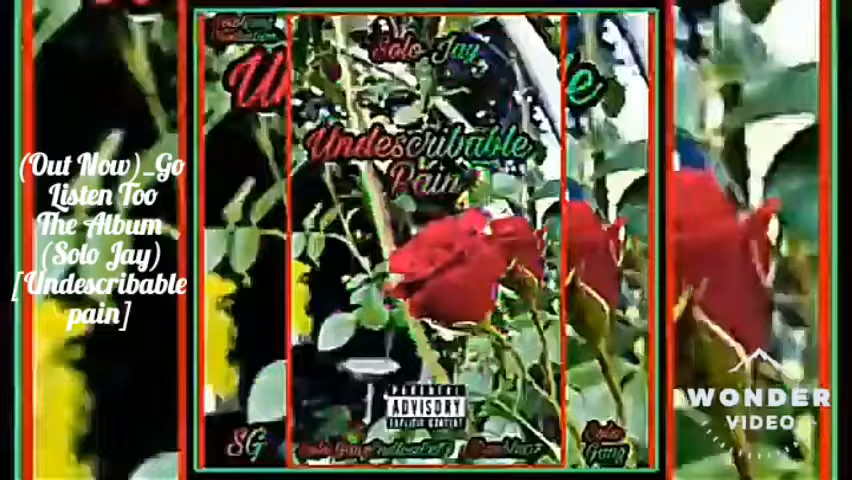 (Out Now)_Go
Listen Too
The Album
(Solo Jay)
[Undescribable
pain]
Solo Jay
Undescribable
Pain
PARENTAL
ADVISORY
EXPLICIT CONTENT
SG
Gang
WONDER
VIDEO